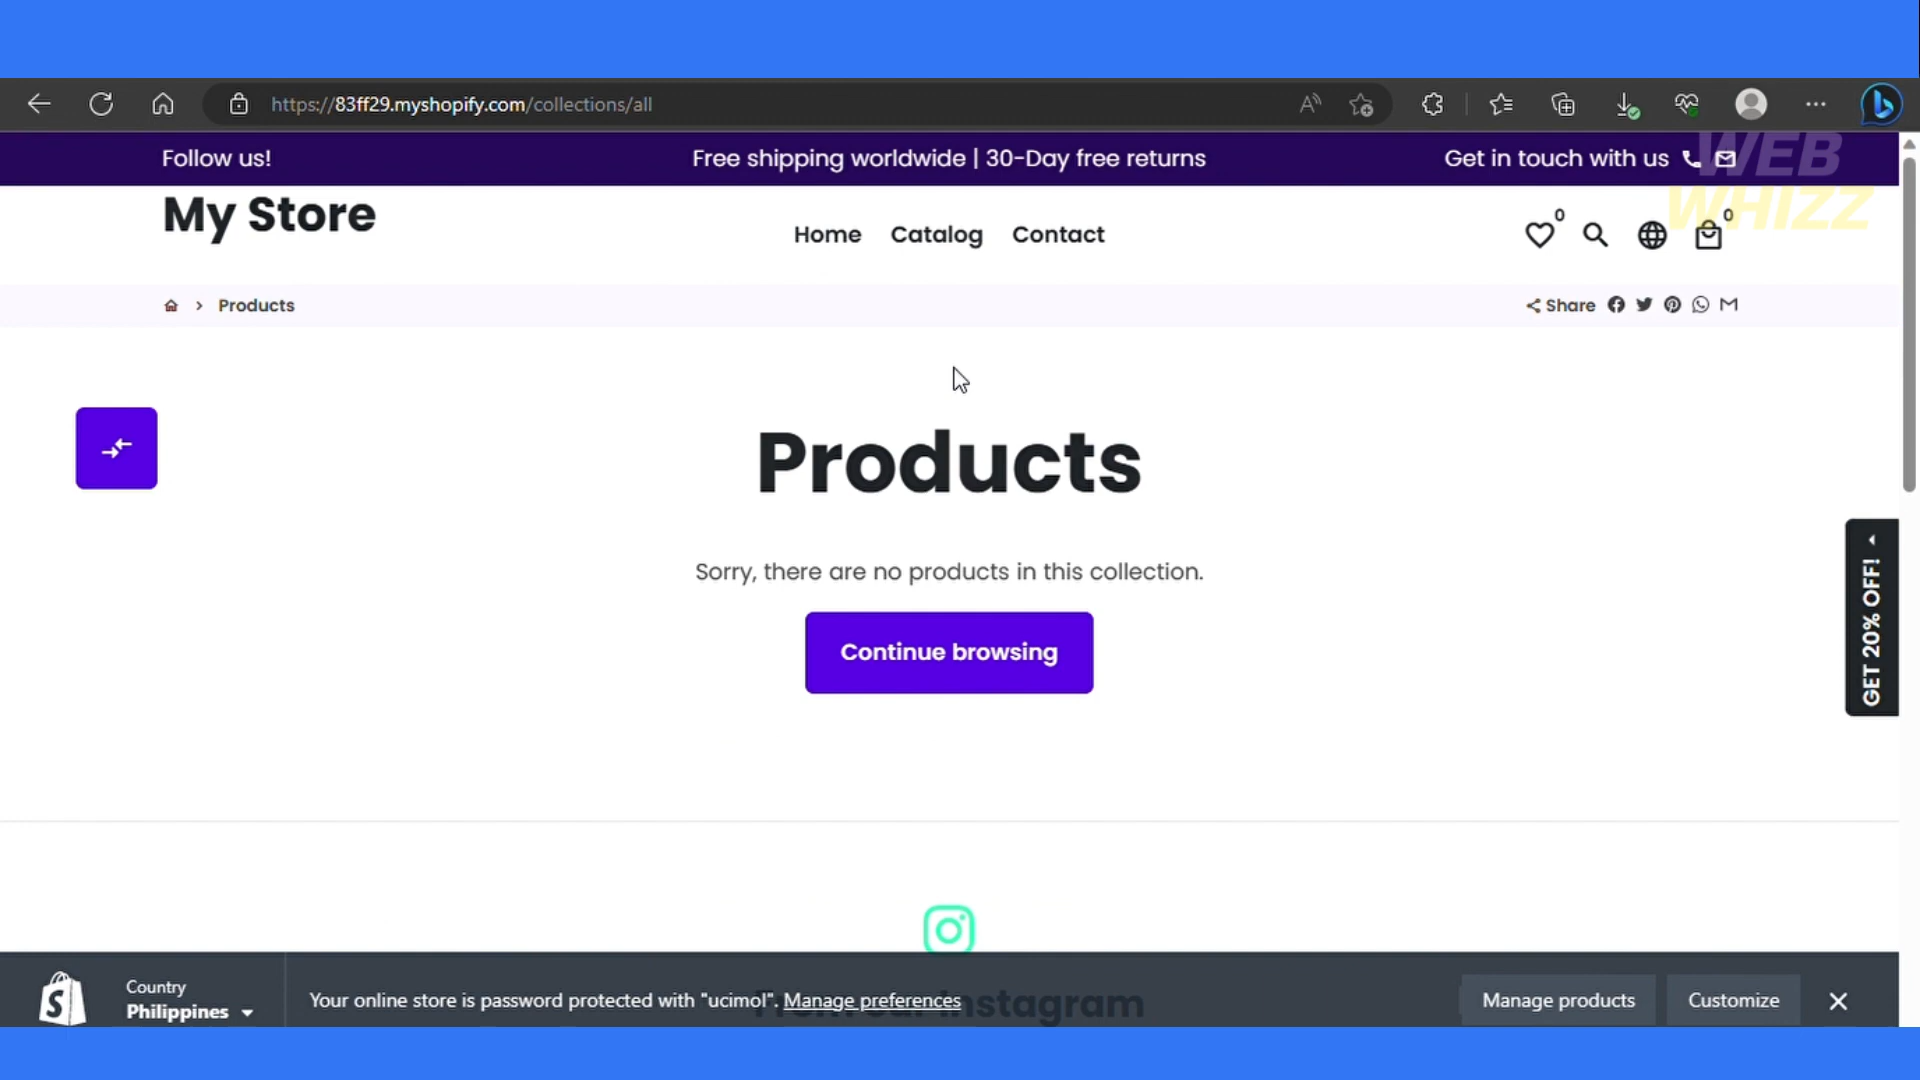 https://83ff29.myshopify.com/collections/all
WEB
WHIZZ
Follow us!
Free shipping worldwide | 30-Day free returns
Get in touch with us
My Store
Home
Catalog
Contact
0
0
Products
Share
Products
Sorry, there are no products in this collection.
Continue browsing
GET 20% OFF!
From our Instagram
Country
Philippines
Your online store is password protected with "ucimol". Manage preferences
Manage products
Customize